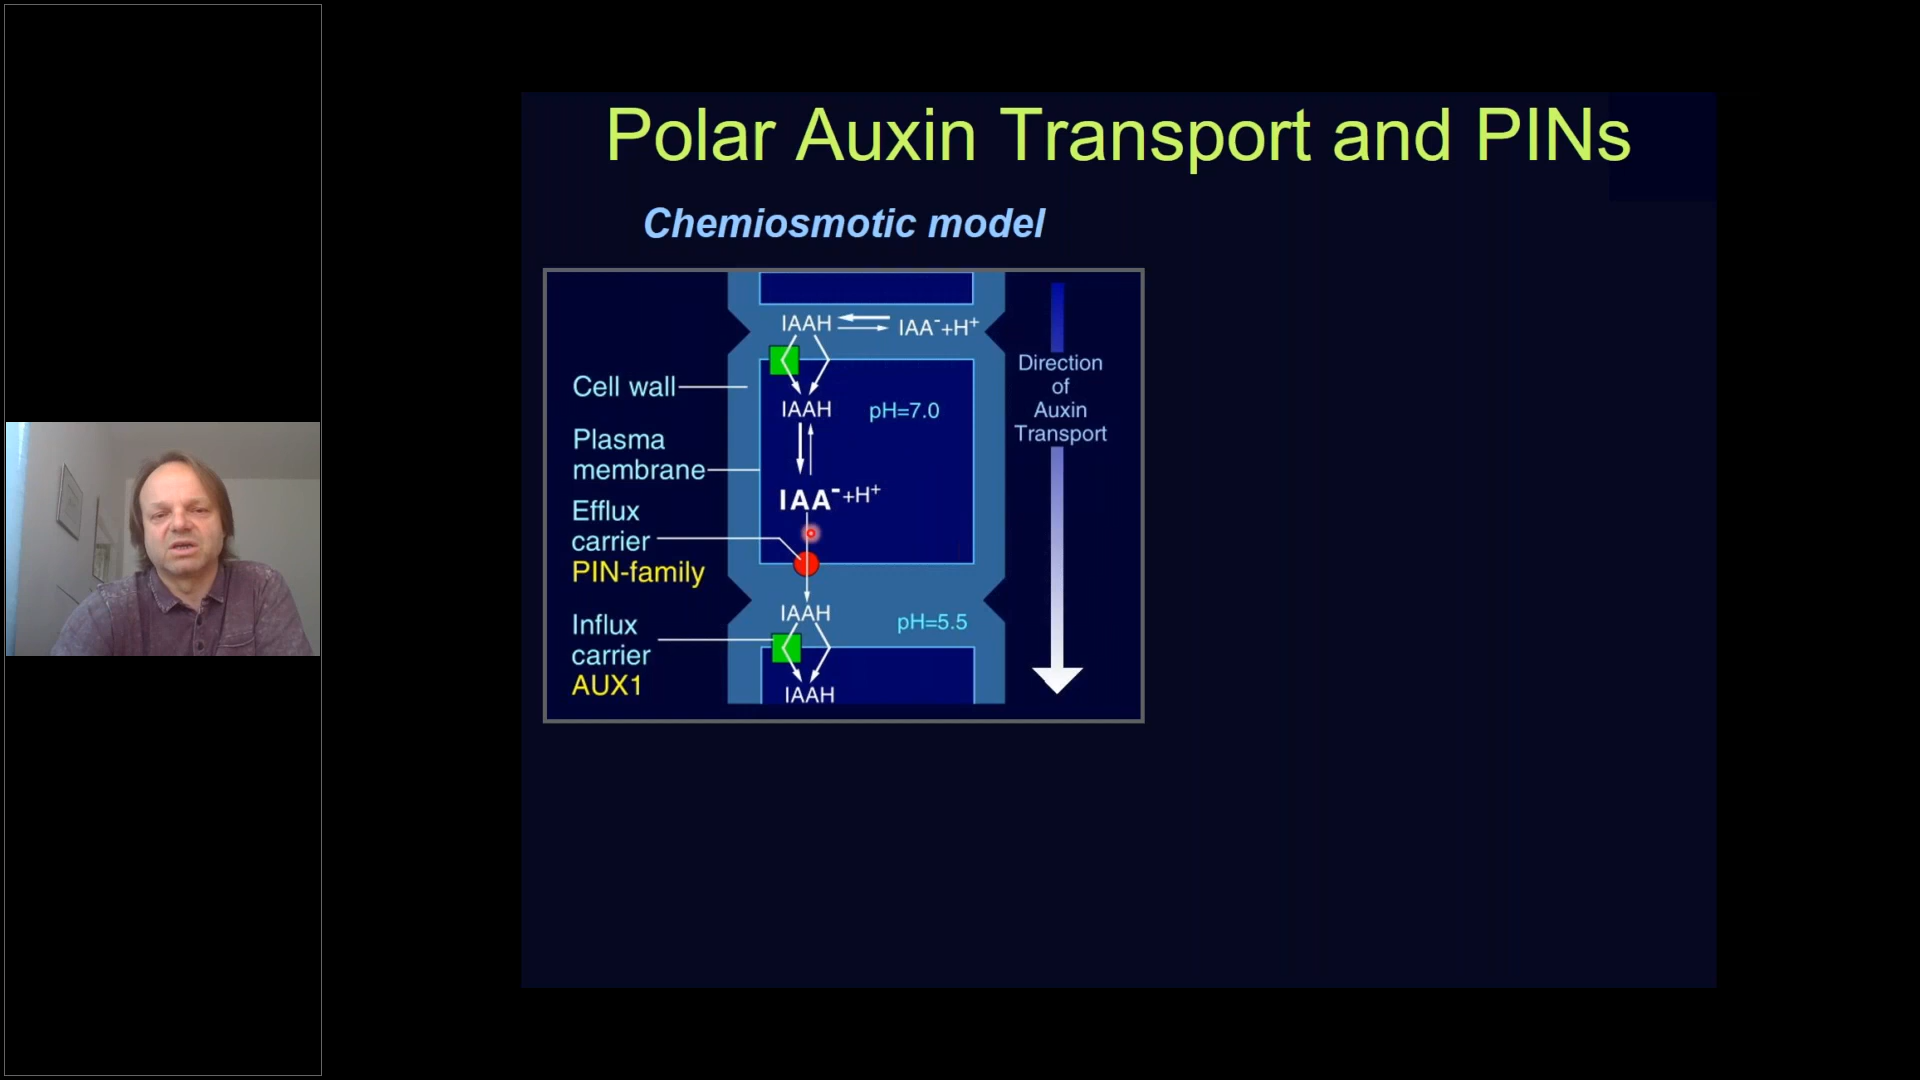 Polar Auxin Transport and PINs
Chemiosmotic model
IAAH
IAA⁻+H⁺
Cell wall
IAAH
pH=7.0
Direction
of
Auxin
Transport
Plasma
membrane
IAA⁻+H⁺
Efflux
carrier
PIN-family
IAAH
pH=5.5
Influx
carrier
AUX1
IAAH